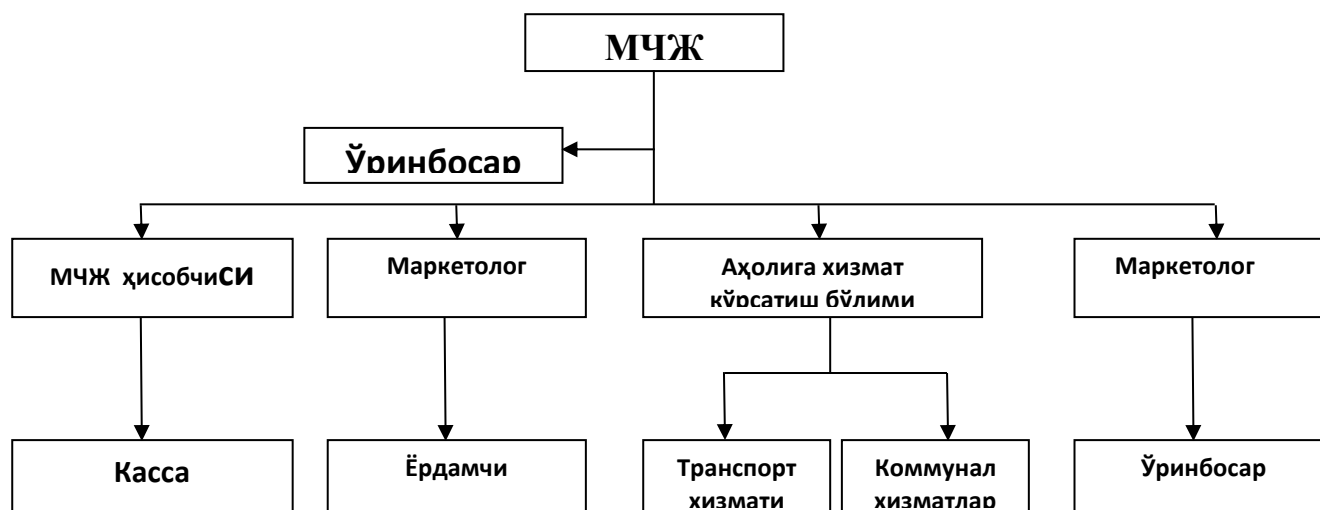 МЧЖ
Ўринбосар
МЧЖ ҳисобчиСИ
Маркетолог
Аҳолига хизмат
кўрсатиш бўлими
Маркетолог
Касса
Ёрдамчи
Транспорт
хизмати
Коммунал
хизматлар
Ўринбосар